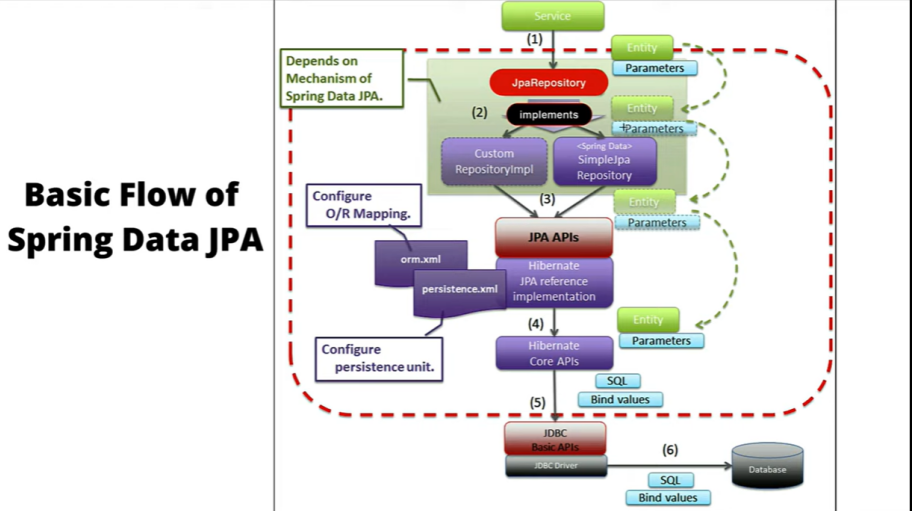 Basic Flow of
Spring Data JPA
Service
(1)
Entity
Parameters
Depends on
Mechanism of
Spring Data JPA.
JpaRepository
(2)
implements
Entity
Parameters
Custom
RepositoryImpl
<Spring Data>
SimpleJpa
Repository
(3)
Entity
Parameters
Configure
O/R Mapping.
JPA APIs
orm.xml
persistence.xml
Hibernate
JPA reference
implementation
(4)
Entity
Parameters
Configure
persistence unit.
Hibernate
Core APIs
SQL
Bind values
(5)
JDBC
Basic APIs
JDBC Driver
(6)
SQL
Bind values
Database